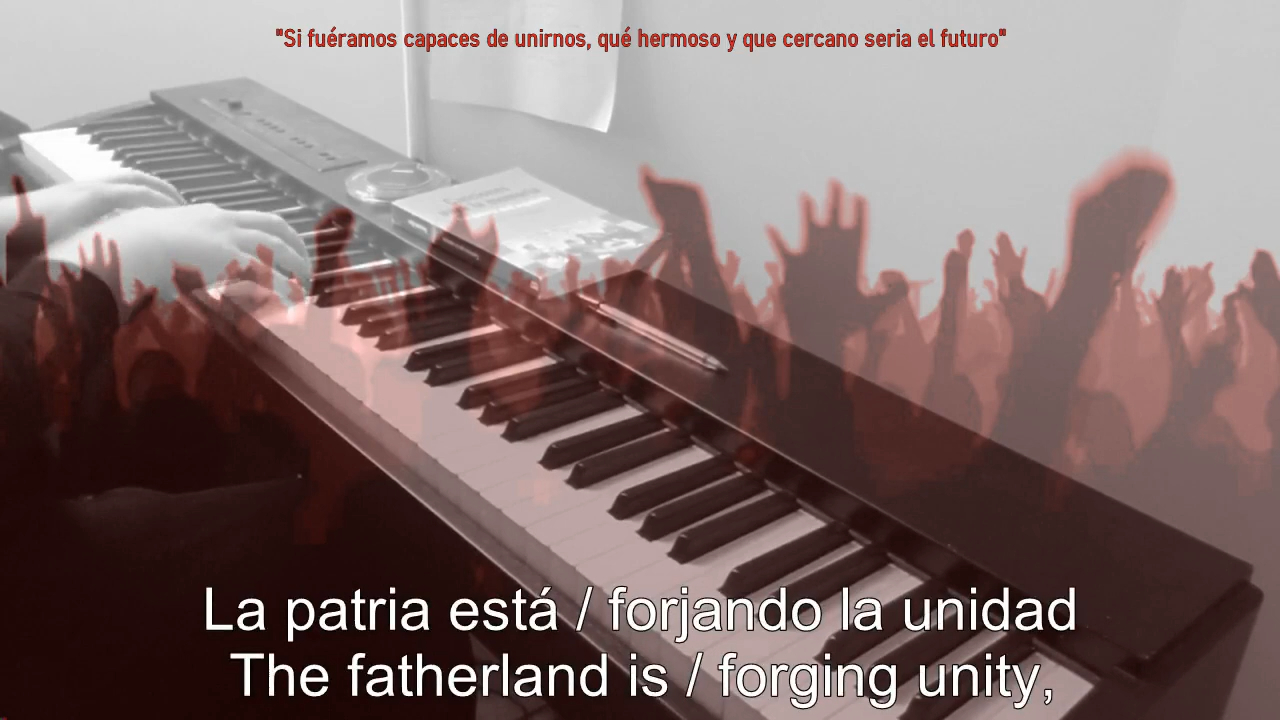 "Si fuéramos capaces de unirnos, qué hermoso y que cercano seria el futuro"
La patria está / forjando la unidad
The fatherland is / forging unity,